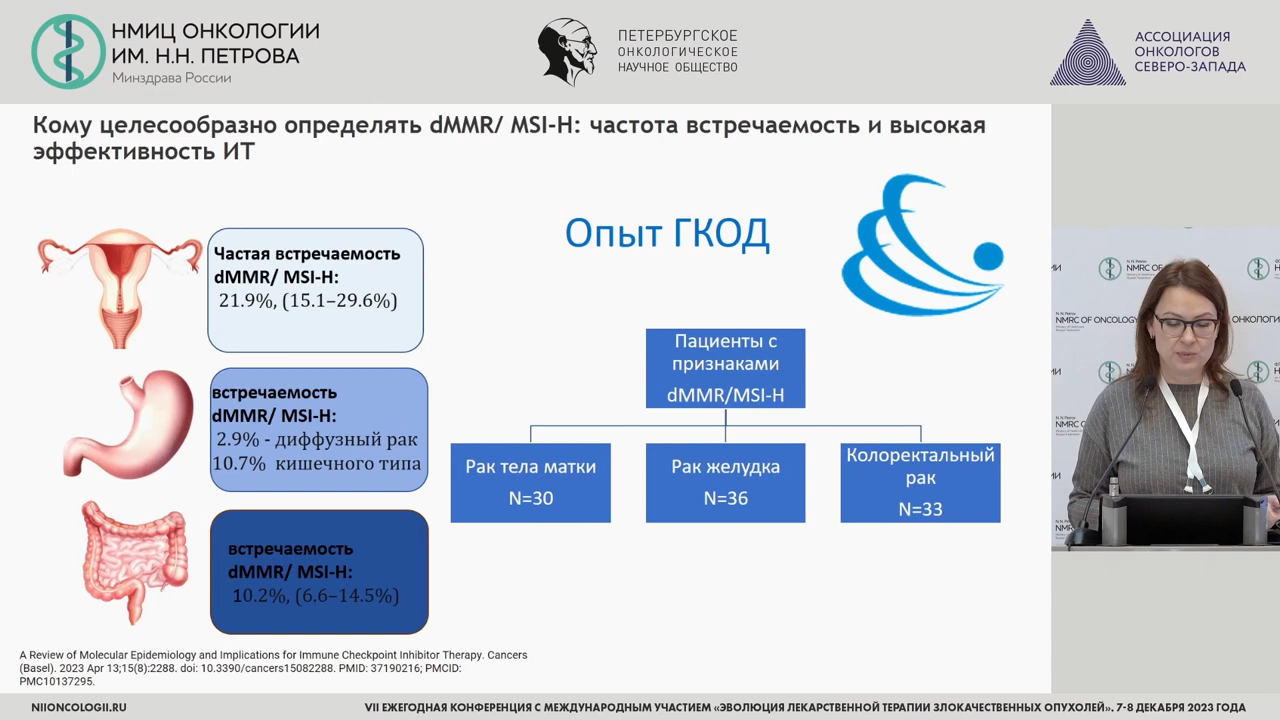 НМИЦ ОНКОЛОГИИ
ИМ. Н.Н. ПЕТРОВА
Минздрава России
ПЕТЕРБУРГСКОЕ
ОНКОЛОГИЧЕСКОЕ
НАУЧНОЕ ОБЩЕСТВО
АССОЦИАЦИЯ
ОНКОЛОГОВ
СЕВЕРО-ЗАПАДА
Кому целесообразно определять dMMR/ MSI-H: частота встречаемость и высокая
эффективность ИТ
Частая встречаемость
dMMR/ MSI-H:
21.9%, (15.1–29.6%)
встречаемость
dMMR/ MSI-H:
2.9% - диффузный рак
10.7% кишечного типа
встречаемость
dMMR/ MSI-H:
10.2%, (6.6–14.5%)
Опыт ГКОД
Пациенты с
признаками
dMMR/MSI-H
Рак тела матки
N=30
Рак желудка
N=36
Колоректальный
рак
N=33
NMRC OF ONCOLOGY
A Review of Molecular Epidemiology and Implications for Immune Checkpoint Inhibitor Therapy. Cancers
(Basel). 2023 Apr 13;15(8):2288. doi: 10.3390/cancers15082288. PMID: 37190216; PMCID:
PMC10137295.
NIIONCOLOGII.RU
VII ЕЖЕГОДНАЯ КОНФЕРЕНЦИЯ С МЕЖДУНАРОДНЫМ УЧАСТИЕМ «ЭВОЛЮЦИЯ ЛЕКАРСТВЕННОЙ ТЕРАПИИ ЗЛОКАЧЕСТВЕННЫХ ОПУХОЛЕЙ». 7-8 ДЕКАБРЯ 2023 ГОДА